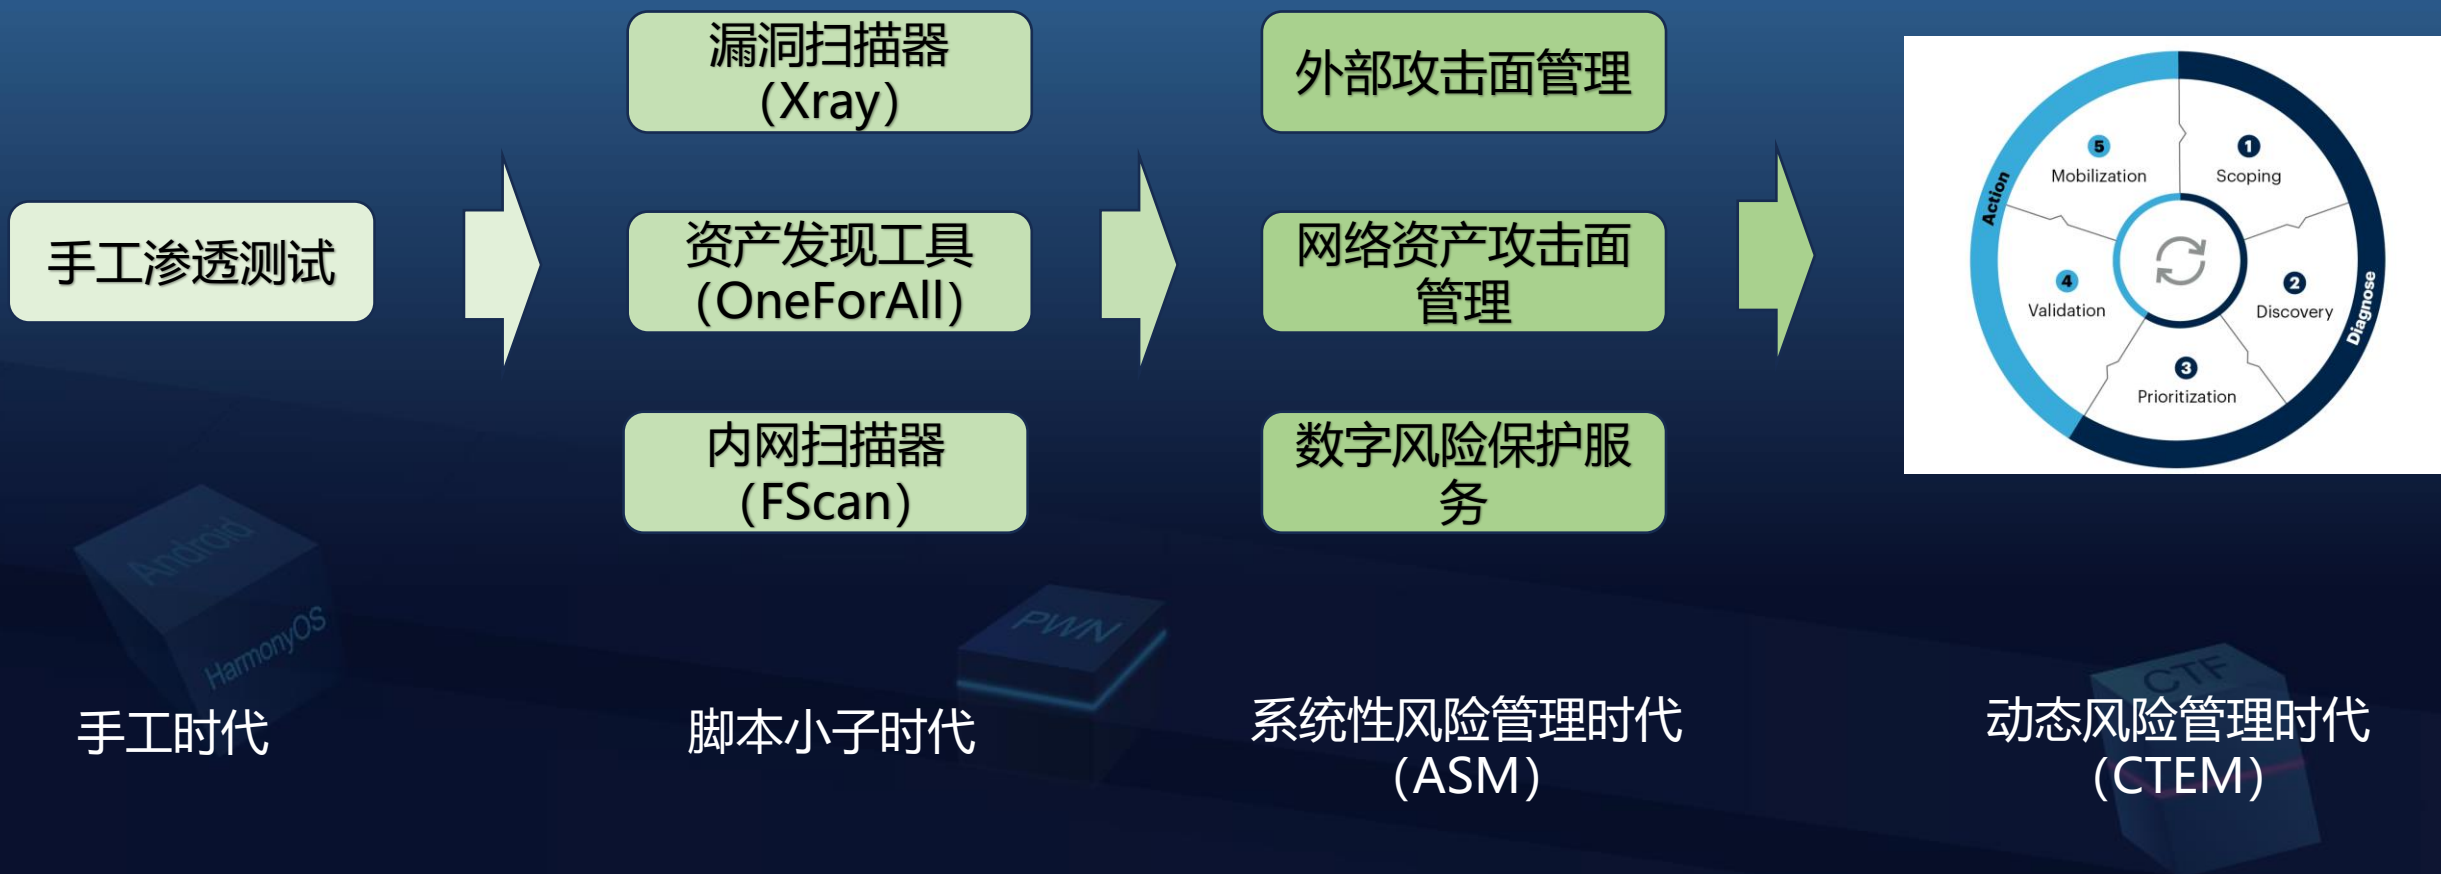 手工渗透测试
漏洞扫描器
（Xray）
资产发现工具
（OneForAll）
内网扫描器
（FScan）
外部攻击面管理
网络资产攻击面
管理
数字风险保护服
务
Action
Diagnose
1
Scoping
2
Discovery
3
Prioritization
4
Validation
5
Mobilization
Android
HarmonyOS
PWN
CTF
手工时代
脚本小子时代
系统性风险管理时代
（ASM）
动态风险管理时代
（CTEM）